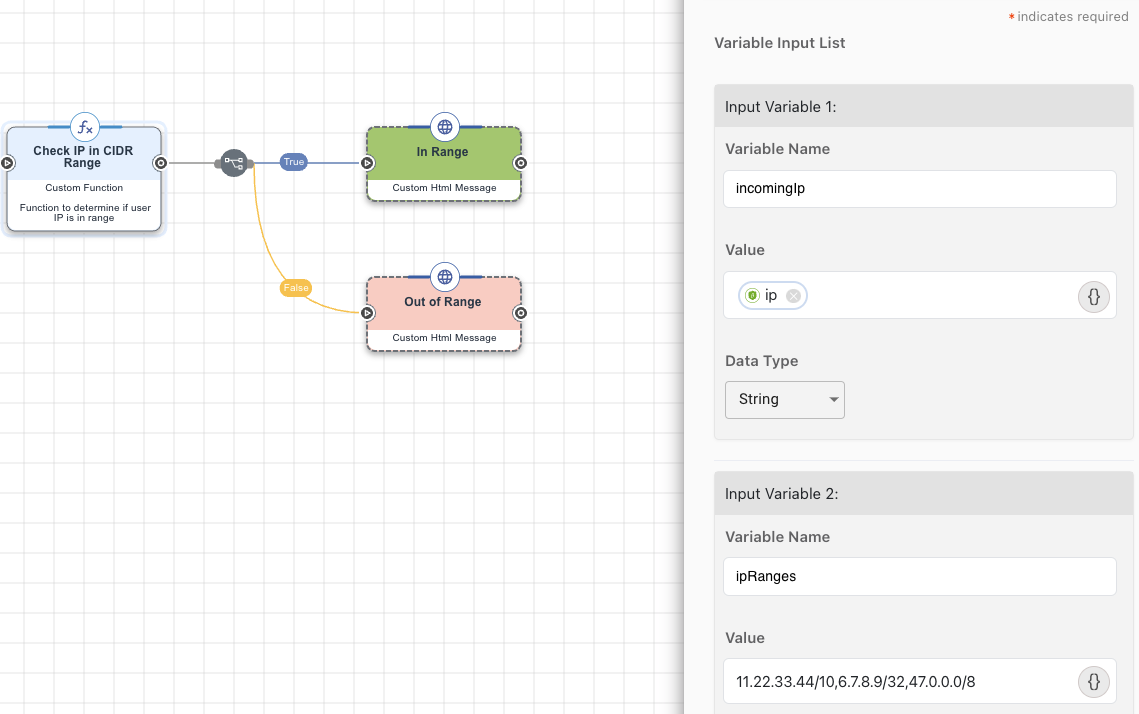 * indicates required
Variable Input List
Input Variable 1:
Variable Name
incomingIp
Value
ip
{}
Data Type
String
Input Variable 2:
Variable Name
ipRanges
Value
11.22.33.44/10,6.7.8.9/32,47.0.0.0/8
{}
fx
Check IP in CIDR
Range
Custom Function
Function to determine if user
IP is in range
True
In Range
Custom Html Message
False
Out of Range
Custom Html Message